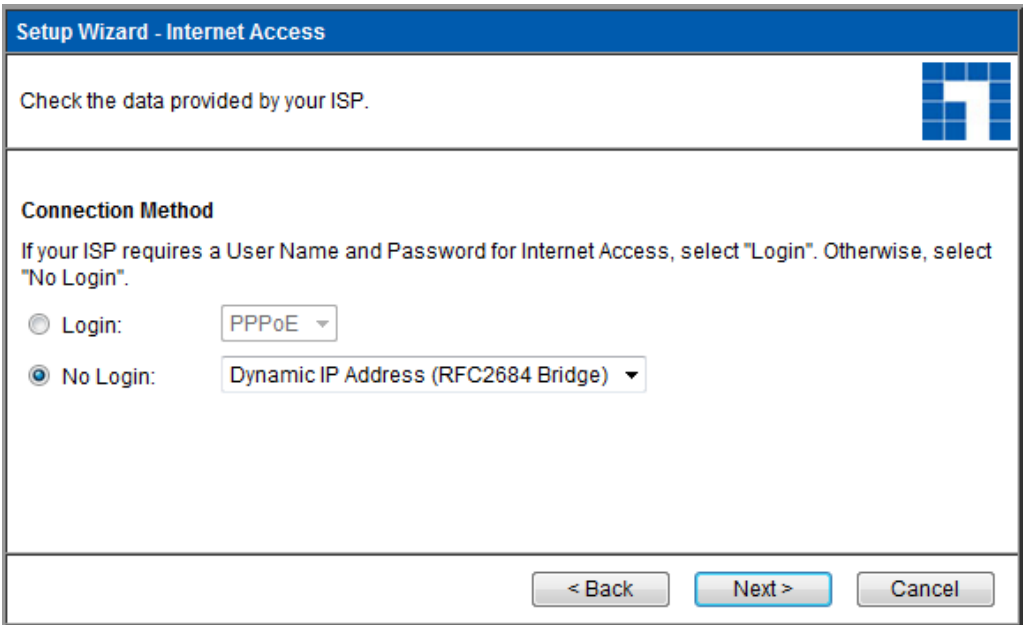 Setup Wizard - Internet Access
Check the data provided by your ISP.
Connection Method
If your ISP requires a User Name and Password for Internet Access, select "Login". Otherwise, select
"No Login".
Login: PPPoE
No Login: Dynamic IP Address (RFC2684 Bridge)
< Back Next > Cancel